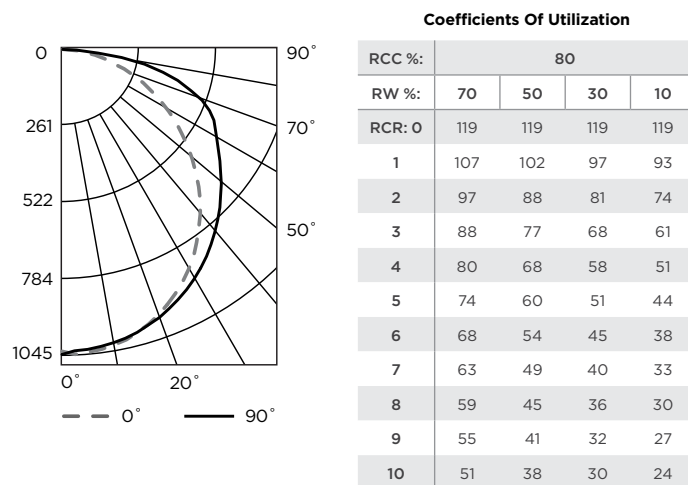 0
261
522
784
1045
90°
70°
50°
0° 20°
0° 90°
Coefficients Of Utilization
RCC %: 80
RW %: 70 50 30 10
RCR: 0 119 119 119 119
1 107 102 97 93
2 97 88 81 74
3 88 77 68 61
4 80 68 58 51
5 74 60 51 44
6 68 54 45 38
7 63 49 40 33
8 59 45 36 30
9 55 41 32 27
10 51 38 30 24